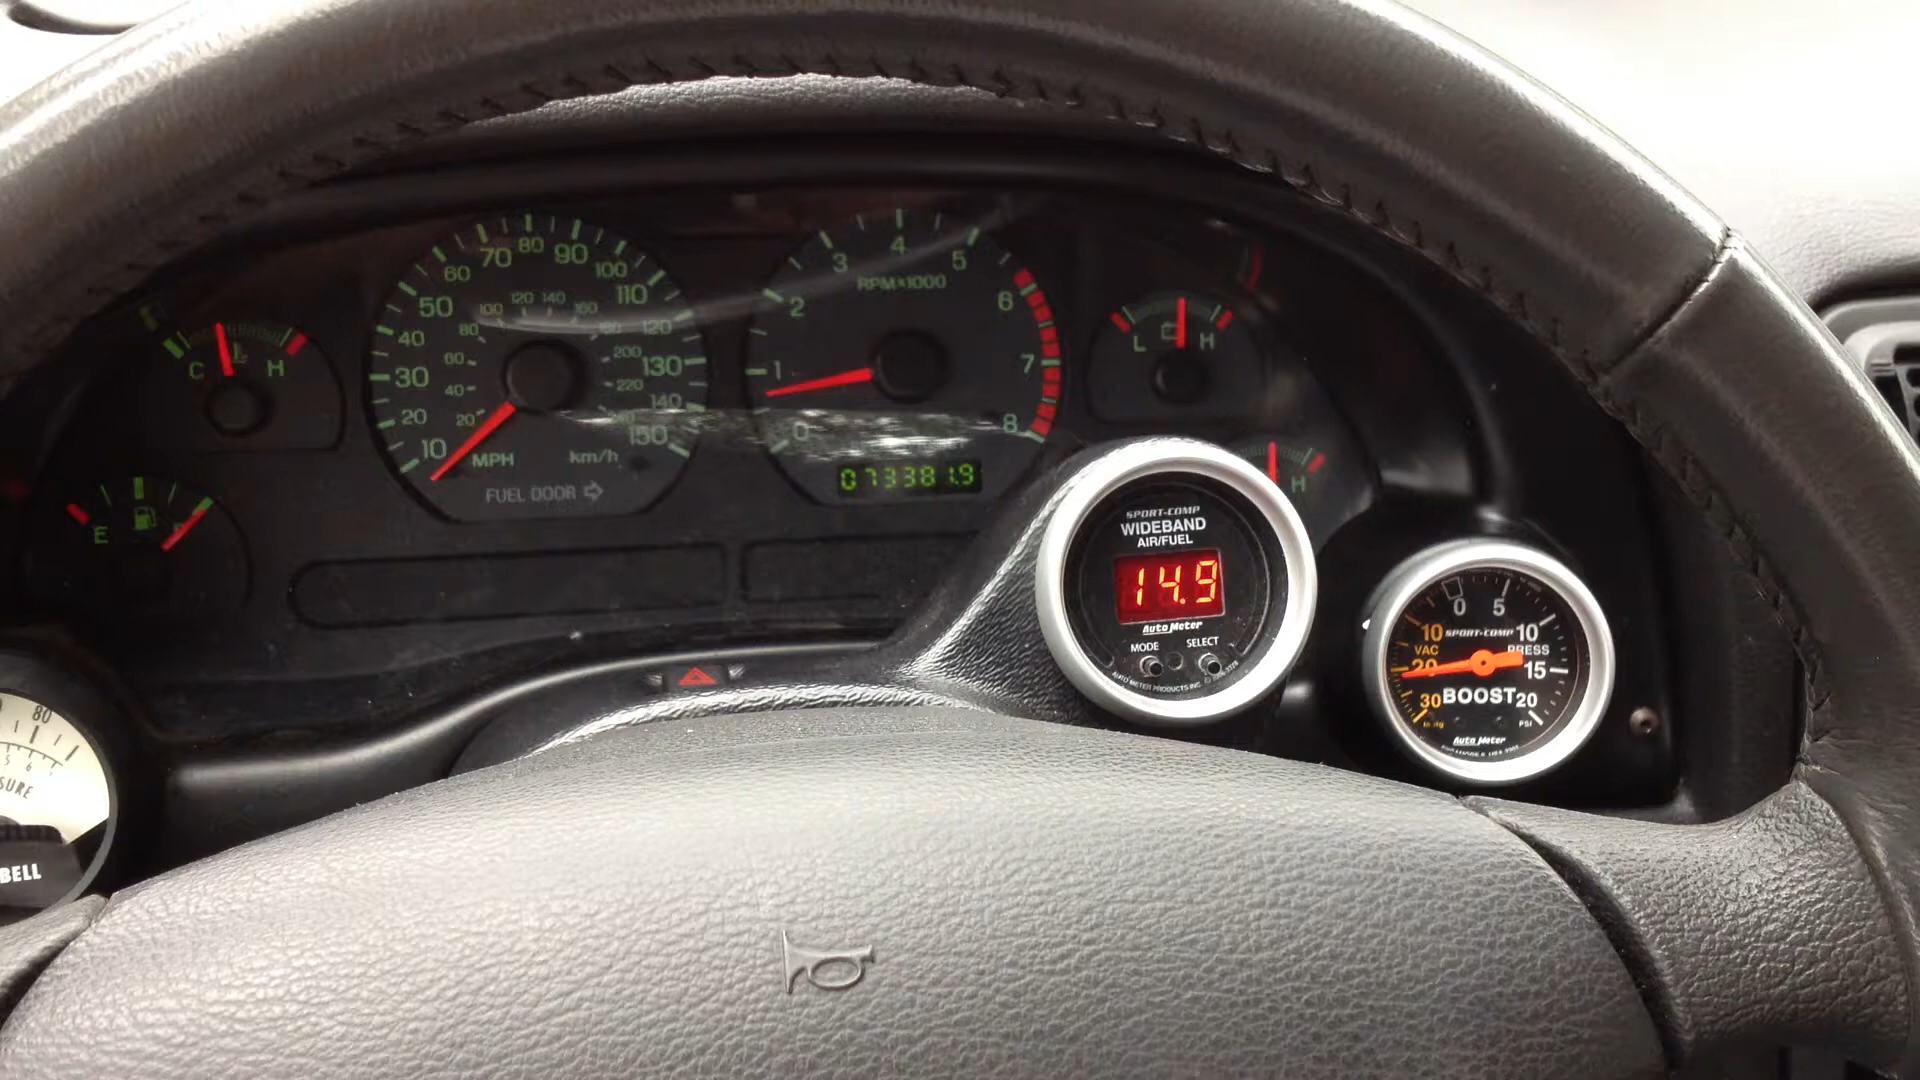 70 80 90
60 100
50 110
40 120
30 130
20 140
10 150
100 120 140 160
80 180
60 200
40 220
20
MPH km/h
FUEL DOOR
3 4 5
RPM×1000
2 6
1 7
0 8
073381.9
C H
E F
L H
H
SPORT-COMP
WIDEBAND
AIR/FUEL
14.9
Auto Meter
MODE SELECT
AUTO METER PRODUCTS INC.
0 5
10 SPORT-COMP 10
VAC PRESS
20 15
30 BOOST 20
In Hg PSI
Auto Meter
80
5 6
SURE
BELL